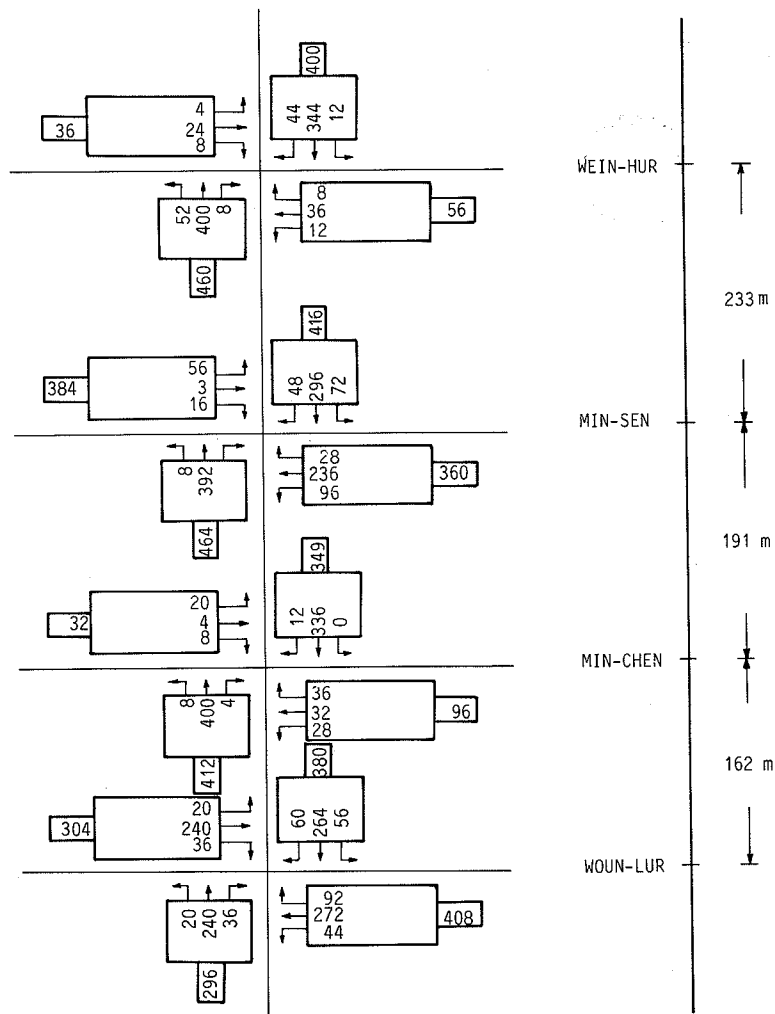 400
44 344 12
4
36 24
8
WEIN-HUR
52 400 8
8
36 56
12
460
233 m
416
48 296 72
56
384 3
16
MIN-SEN
8 392
28
236 360
96
464
191 m
349
12 336 0
20
32 4
8
MIN-CHEN
8 400 4
36
32 96
28
412
380
162 m
60 264 56
20
304 240
36
WOUN-LUR
20 240 36
92
272 408
44
296